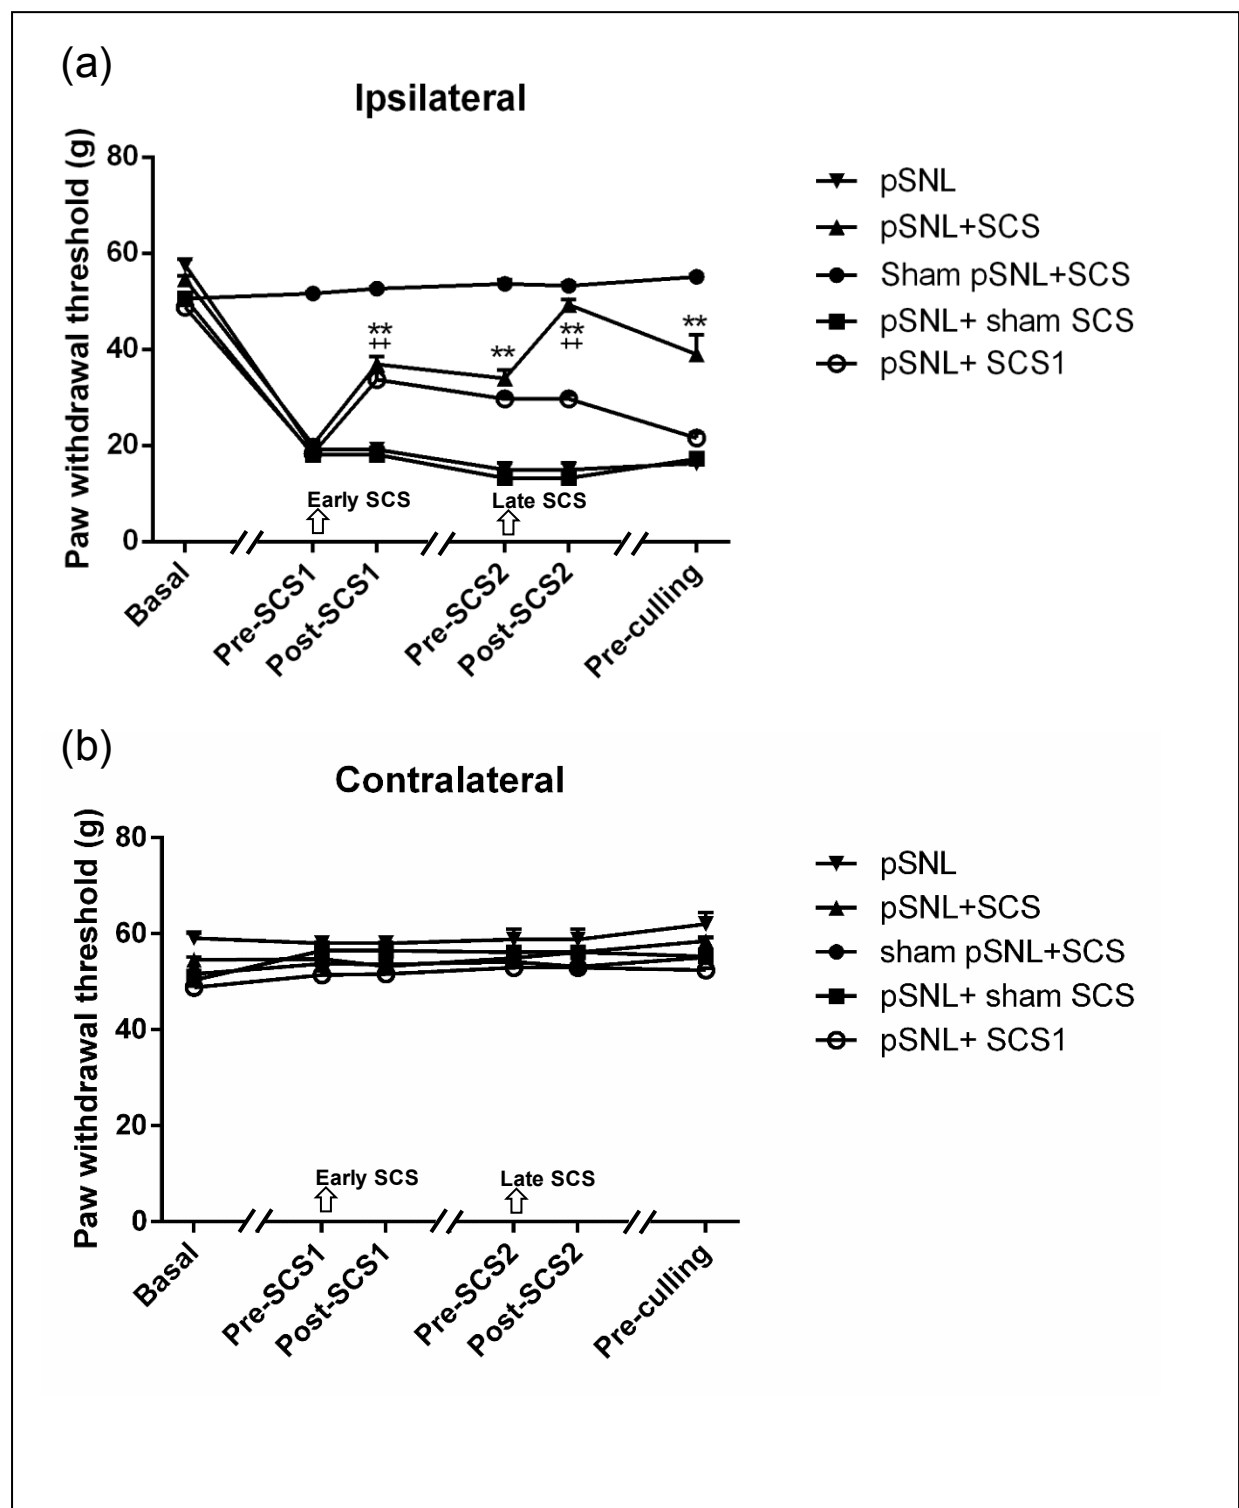 (a)
Ipsilateral
Paw withdrawal threshold (g)
80
60
40
20
0
**
‡‡
**
**
‡‡
**
Early SCS
Late SCS
Basal
Pre-SCS1
Post-SCS1
Pre-SCS2
Post-SCS2
Pre-culling
pSNL
pSNL+SCS
Sham pSNL+SCS
pSNL+ sham SCS
pSNL+ SCS1
(b)
Contralateral
Paw withdrawal threshold (g)
80
60
40
20
0
Early SCS
Late SCS
Basal
Pre-SCS1
Post-SCS1
Pre-SCS2
Post-SCS2
Pre-culling
pSNL
pSNL+SCS
sham pSNL+SCS
pSNL+ sham SCS
pSNL+ SCS1